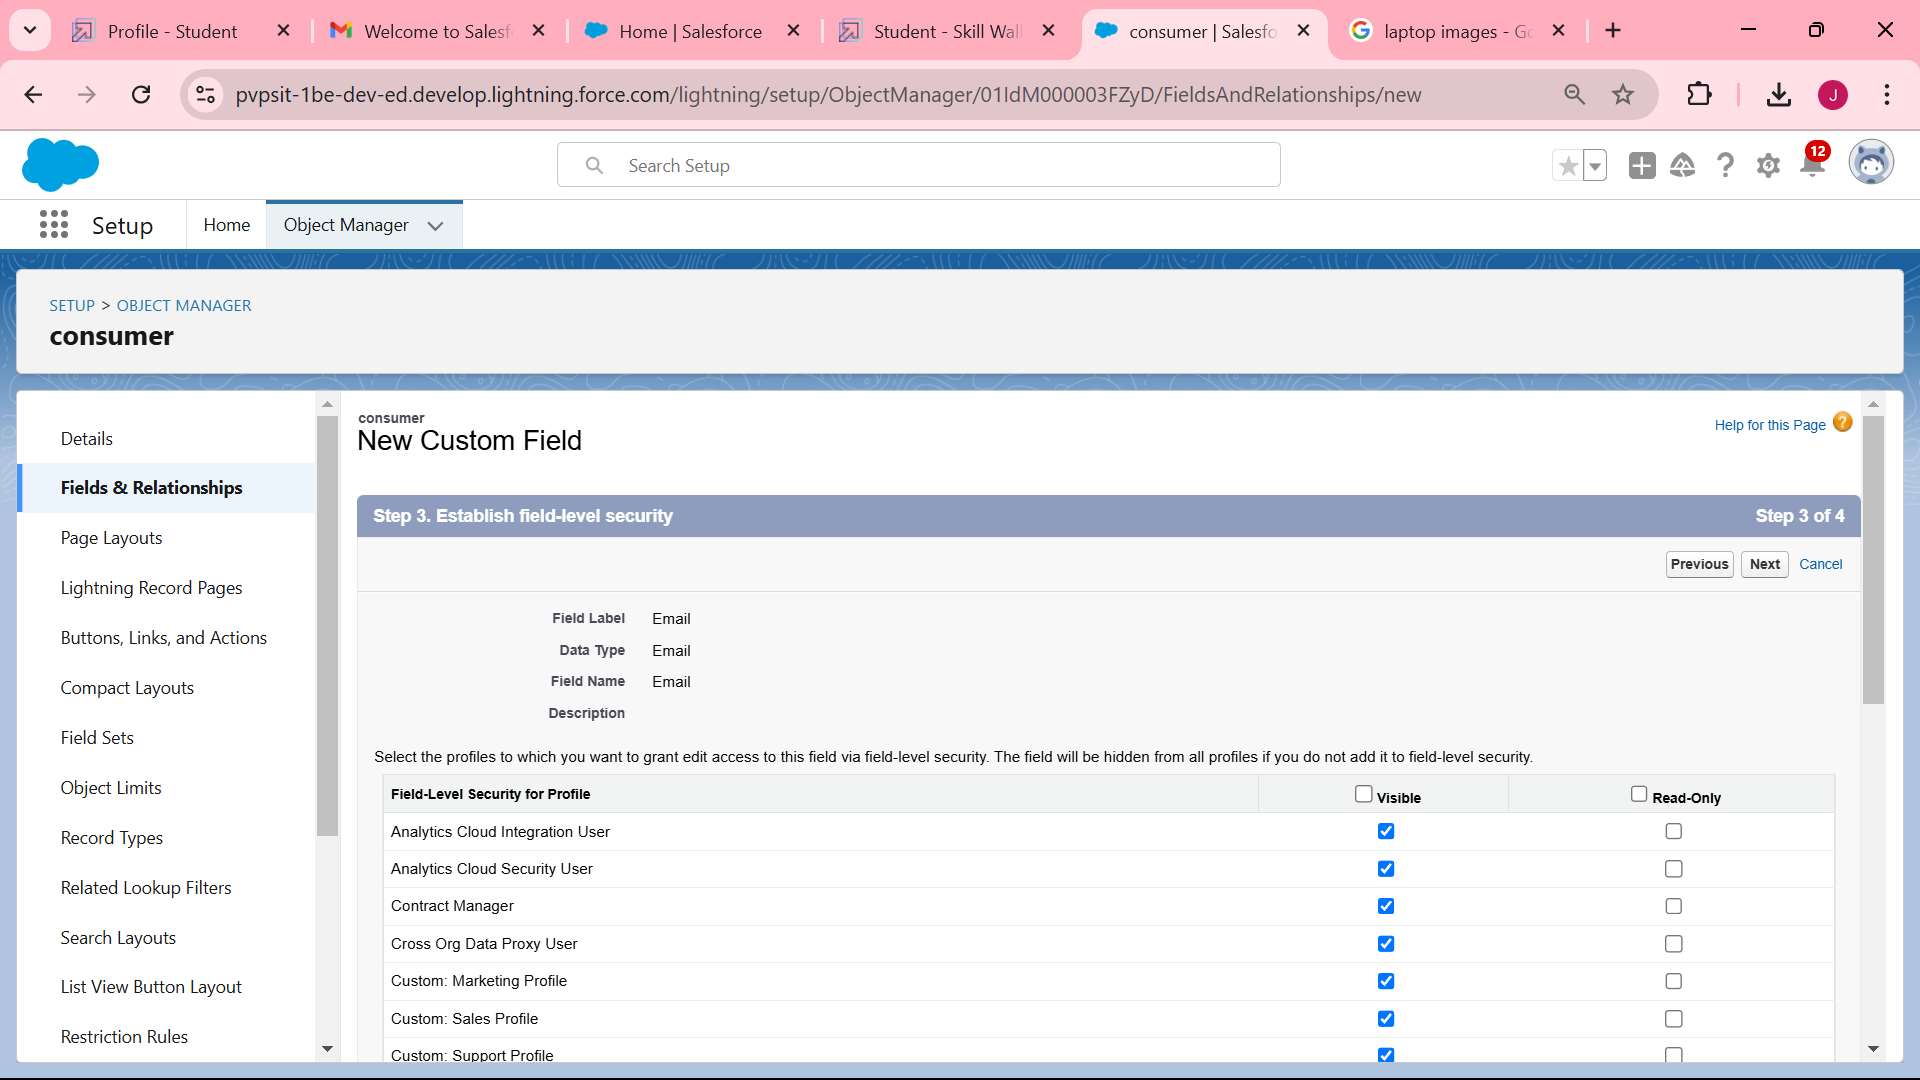 Profile - Student
Welcome to Salesf
Home | Salesforce
Student - Skill Wall
consumer | Salesfo
laptop images - Go
pvpsit-1be-dev-ed.develop.lightning.force.com/lightning/setup/ObjectManager/01IdM000003FZyD/FieldsAndRelationships/new
J
Search Setup
12
Setup
Home
Object Manager
SETUP > OBJECT MANAGER
consumer
Details
Fields & Relationships
Page Layouts
Lightning Record Pages
Buttons, Links, and Actions
Compact Layouts
Field Sets
Object Limits
Record Types
Related Lookup Filters
Search Layouts
List View Button Layout
Restriction Rules
consumer
New Custom Field
Help for this Page
Step 3. Establish field-level security
Step 3 of 4
Previous Next Cancel
Field Label Email
Data Type Email
Field Name Email
Description
Select the profiles to which you want to grant edit access to this field via field-level security. The field will be hidden from all profiles if you do not add it to field-level security.
Field-Level Security for Profile Visible Read-Only
Analytics Cloud Integration User
Analytics Cloud Security User
Contract Manager
Cross Org Data Proxy User
Custom: Marketing Profile
Custom: Sales Profile
Custom: Support Profile